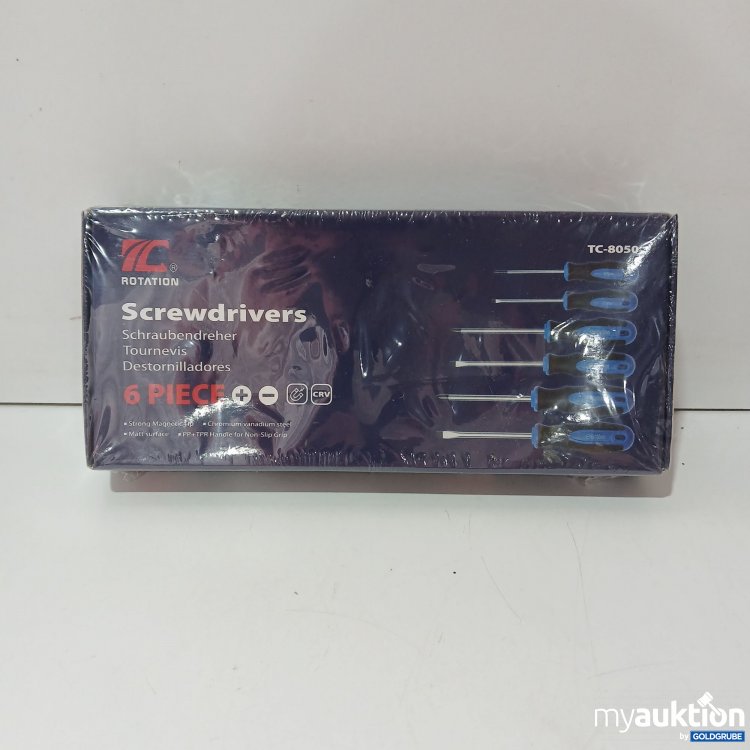 TC
®
ROTATION
TC-8050
Screwdrivers
Schraubendreher
Tournevis
Destornilladores
6 PIECE
CRV
▪ Strong Magnetic Tip ▪ Chromium vanadium steel
▪ Matt surface ▪ PP+TPR Handle for Non-Slip Grip
myauktion
by GOLDGRUBE